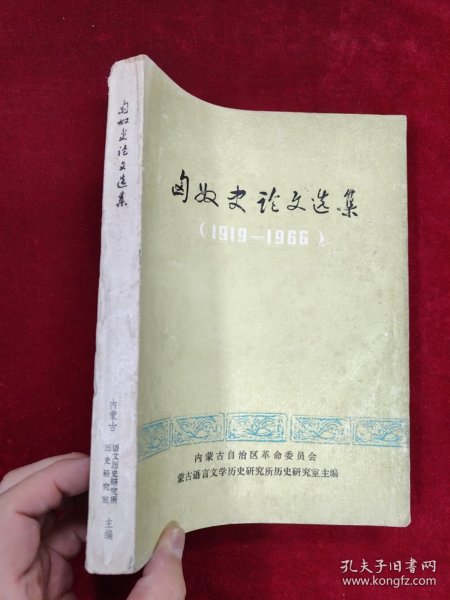 匈奴史论文选集
(1919—1966)
内蒙古自治区革命委员会
蒙古语言文学历史研究所历史研究室主编
匈奴史论文选集
内蒙古
语文历史研究所
历史研究室
主编
孔夫子旧书网
www.kongfz.com